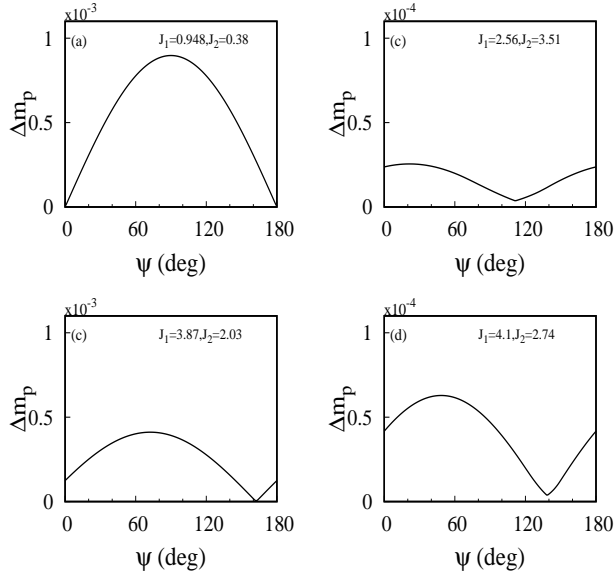 x10-3
(a) J1=0.948,J2=0.38
1
0.5
0
Δmp
0 60 120 180
ψ (deg)
x10-4
(c) J1=2.56,J2=3.51
1
0.5
0
Δmp
0 60 120 180
ψ (deg)
x10-3
(c) J1=3.87,J2=2.03
1
0.5
0
Δmp
0 60 120 180
ψ (deg)
x10-4
(d) J1=4.1,J2=2.74
1
0.5
0
Δmp
0 60 120 180
ψ (deg)